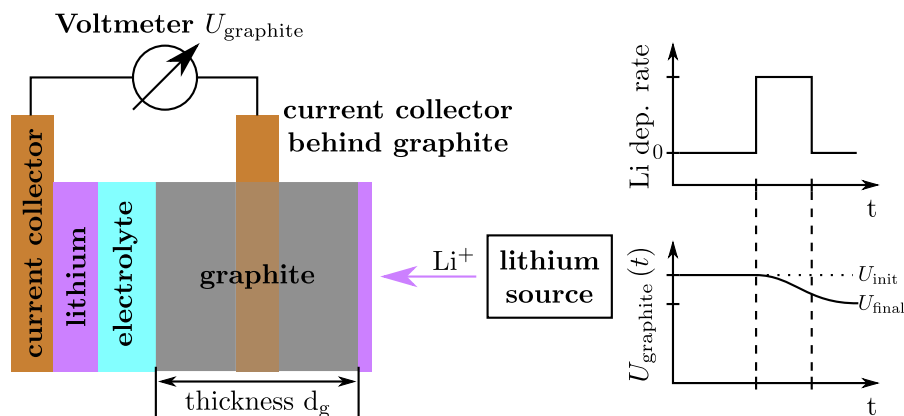 Voltmeter U_graphite
current collector
behind graphite
current collector
lithium
electrolyte
graphite
Li⁺
lithium
source
thickness d_g
Li dep. rate
0
t
U_graphite (t)
U_init
U_final
t